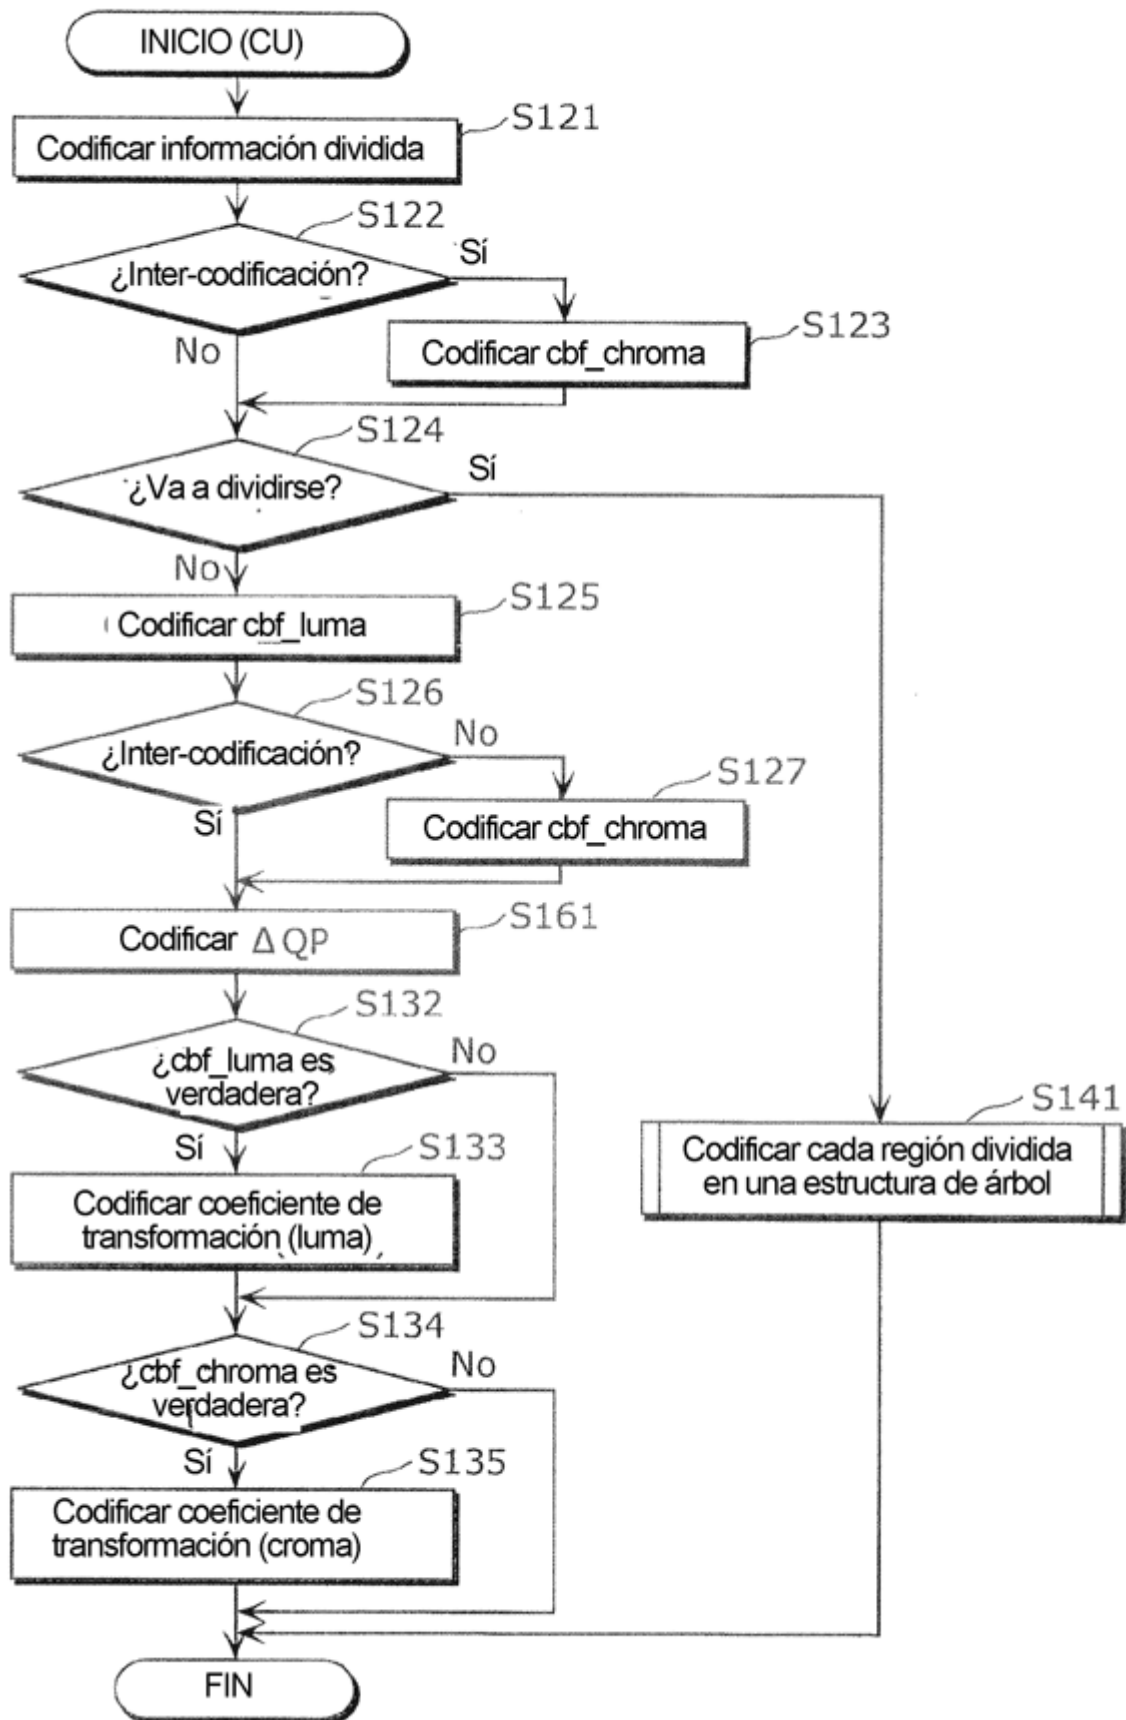 INICIO (CU)
S121
Codificar información dividida
S122
¿Inter-codificación?
Sí
No
S123
Codificar cbf_chroma
S124
¿Va a dividirse?
Sí
No
S125
Codificar cbf_luma
S126
¿Inter-codificación?
No
Sí
S127
Codificar cbf_chroma
S161
Codificar Δ QP
S132
¿cbf_luma es
verdadera?
No
Sí
S133
Codificar coeficiente de
transformación (luma)
S141
Codificar cada región dividida
en una estructura de árbol
S134
¿cbf_chroma es
verdadera?
No
Sí
S135
Codificar coeficiente de
transformación (croma)
FIN